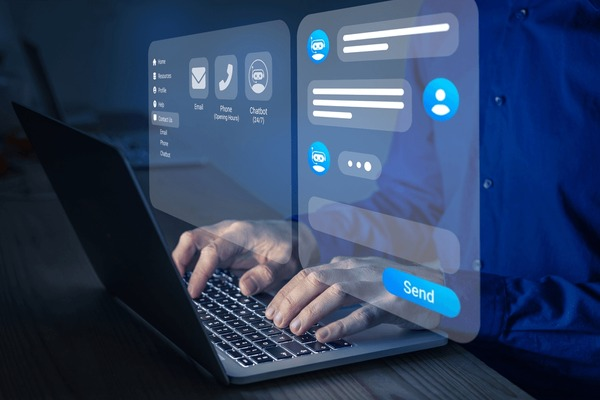 Home
Resources
Profile
Help
Contact Us
Email
Phone
Chatbot
Email
Phone
(Opening Hours)
Chatbot
(24/7)
Send